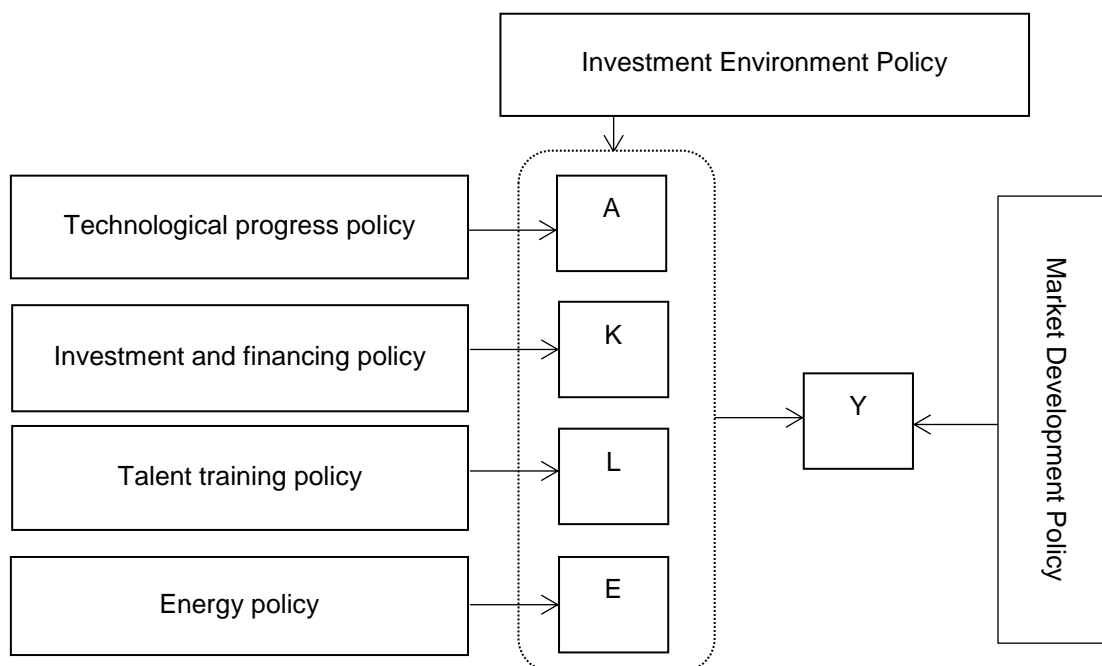 Investment Environment Policy
Technological progress policy
A
Investment and financing policy
K
Talent training policy
L
Energy policy
E
Y
Market Development Policy